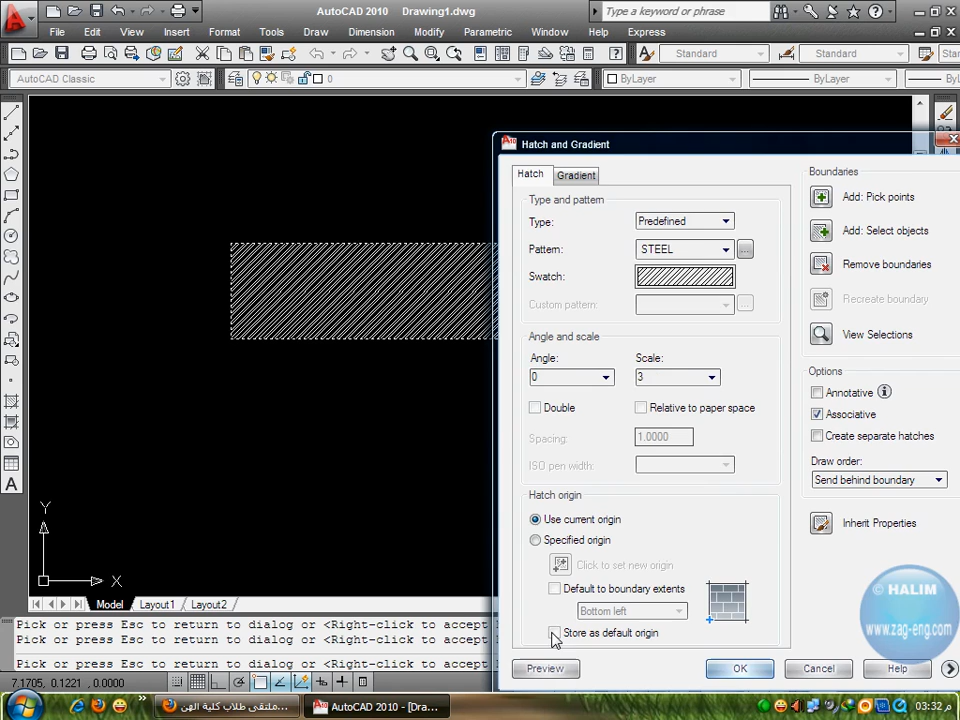 AutoCAD 2010 Drawing1.dwg
Type a keyword or phrase
File Edit View Insert Format Tools Draw Dimension Modify Parametric Window Help Express
Standard Standard
AutoCAD Classic 0 ByLayer ByLayer
Hatch and Gradient
Hatch Gradient
Type and pattern
Type: Predefined
Pattern: STEEL
Swatch:
Custom pattern:
Angle and scale
Angle: Scale:
0 3
Double Relative to paper space
Spacing: 1.0000
ISO pen width:
Hatch origin
Use current origin
Specified origin
Click to set new origin
Default to boundary extents
Bottom left
Store as default origin
Boundaries
Add: Pick points
Add: Select objects
Remove boundaries
Recreate boundary
View Selections
Options
Annotative
Associative
Create separate hatches
Draw order:
Send behind boundary
Inherit Properties
Preview OK Cancel Help
Y
X
Model Layout1 Layout2
Pick or press Esc to return to dialog or <Right-click to accept
Pick or press Esc to return to dialog or <Right-click to accept
Pick or press Esc to return to dialog or <Right-click to accept
7.1705, 0.1221, 0.0000
© HALIM
www.zag-eng.com
ملتقى طلاب كلية الهن...
AutoCAD 2010 - [Dra...
03:32 م